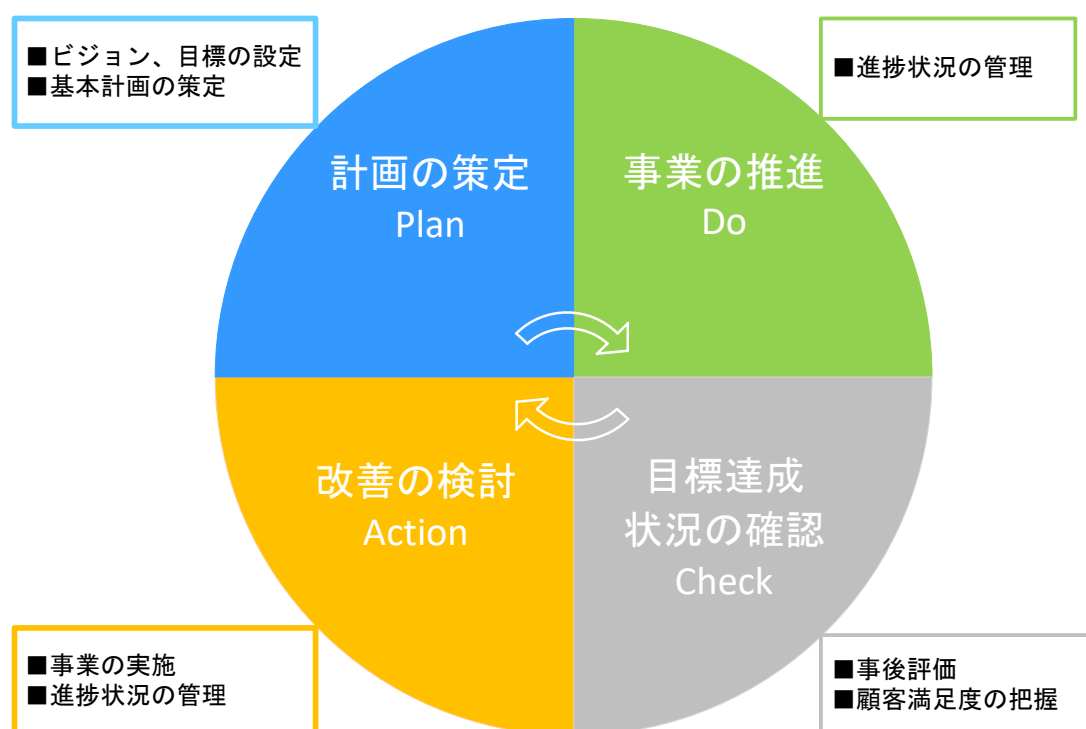 ■ビジョン、目標の設定
■基本計画の策定
■進捗状況の管理
計画の策定
Plan
事業の推進
Do
改善の検討
Action
目標達成
状況の確認
Check
■事業の実施
■進捗状況の管理
■事後評価
■顧客満足度の把握